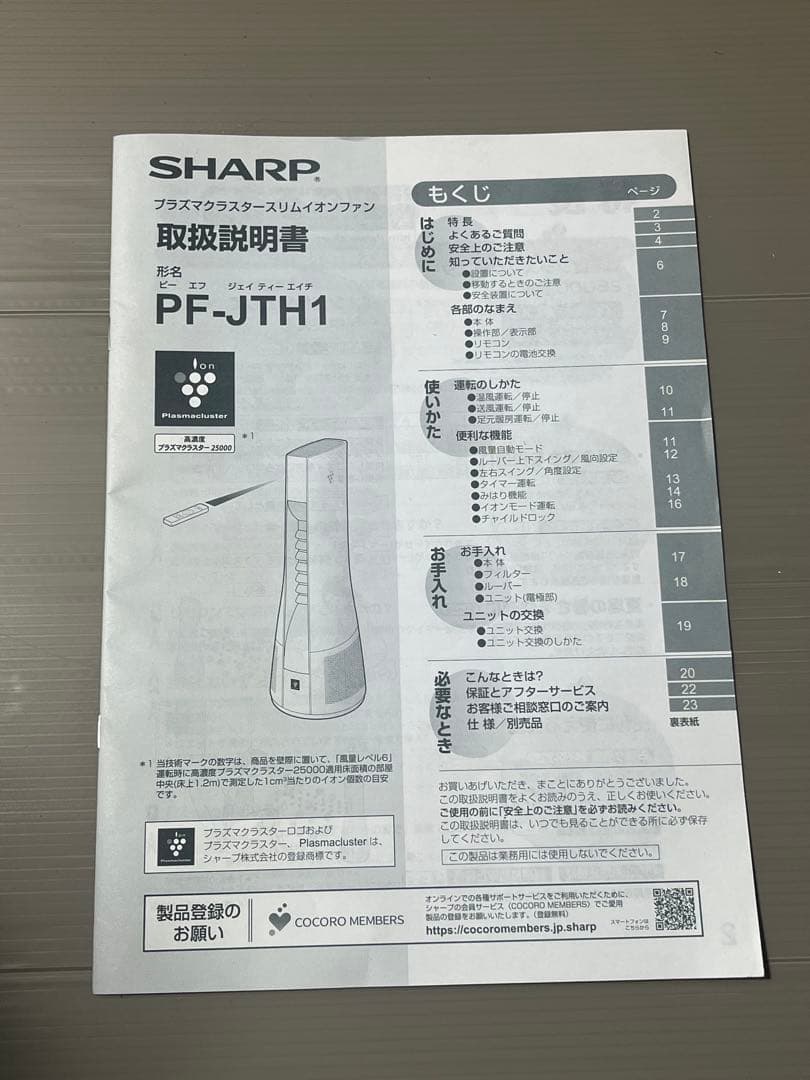 SHARP®
プラズマクラスタースリムイオンファン
取扱説明書
形名
ピー エフ ジェイ ティー エイチ
PF-JTH1
ion
Plasmacluster
高濃度
プラズマクラスター 25000
*1
*1 当技術マークの数字は、商品を壁際に置いて、「風量レベル6」
運転時に高濃度プラズマクラスター25000適用床面積の部屋
中央(床上1.2m)で測定した1cm³当たりのイオン個数の目安
です。
ion
Plasmacluster
プラズマクラスターロゴおよび
プラズマクラスター、Plasmacluster は、
シャープ株式会社の登録商標です。
もくじ
ページ
はじめに
特長 2
よくあるご質問 3
安全上のご注意 4
知っていただきたいこと 6
●設置について
●移動するときのご注意
●安全装置について
各部のなまえ
●本体 7
●操作部/表示部 8
●リモコン 9
●リモコンの電池交換
使いかた
運転のしかた
●温風運転/停止 10
●送風運転/停止
●足元暖房運転/停止 11
便利な機能
●風量自動モード 11
●ルーバー上下スイング/風向設定 12
●左右スイング/角度設定
●タイマー運転 13
●みはり機能 14
●イオンモード運転 16
●チャイルドロック
お手入れ
お手入れ
●本体 17
●フィルター
●ルーバー 18
●ユニット(電極部)
ユニットの交換
●ユニット交換 19
●ユニット交換のしかた
必要なとき
こんなときは? 20
保証とアフターサービス 22
お客様ご相談窓口のご案内 23
仕様/別売品 裏表紙
お買いあげいただき、まことにありがとうございました。
この取扱説明書をよくお読みのうえ、正しくお使いください。
ご使用の前に「安全上のご注意」を必ずお読みください。
この取扱説明書は、いつでも見ることができる所に必ず保存
してください。
この製品は業務用には使用しないでください。
製品登録の
お願い
COCORO MEMBERS
オンラインでの各種サポートサービスをご利用いただくために、
シャープの会員サービス(COCORO MEMBERS)でご愛用
製品の登録をお願いいたします。(登録無料)
https://cocoromembers.jp.sharp
スマートフォンは
こちらから